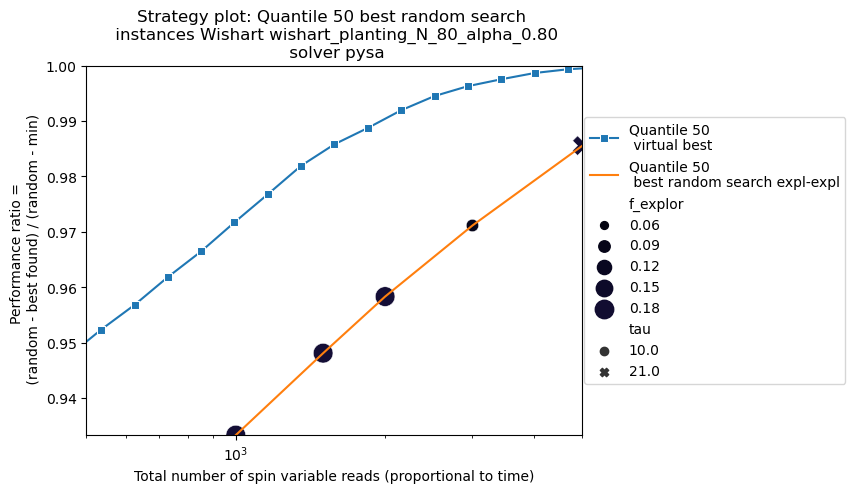 Strategy plot: Quantile 50 best random search
instances Wishart wishart_planting_N_80_alpha_0.80
solver pysa
1.00
0.99
0.98
0.97
0.96
0.95
0.94
Performance ratio =
(random - best found) / (random - min)
10^3
Total number of spin variable reads (proportional to time)
Quantile 50
virtual best
Quantile 50
best random search expl-expl
f_explor
0.06
0.09
0.12
0.15
0.18
tau
10.0
21.0